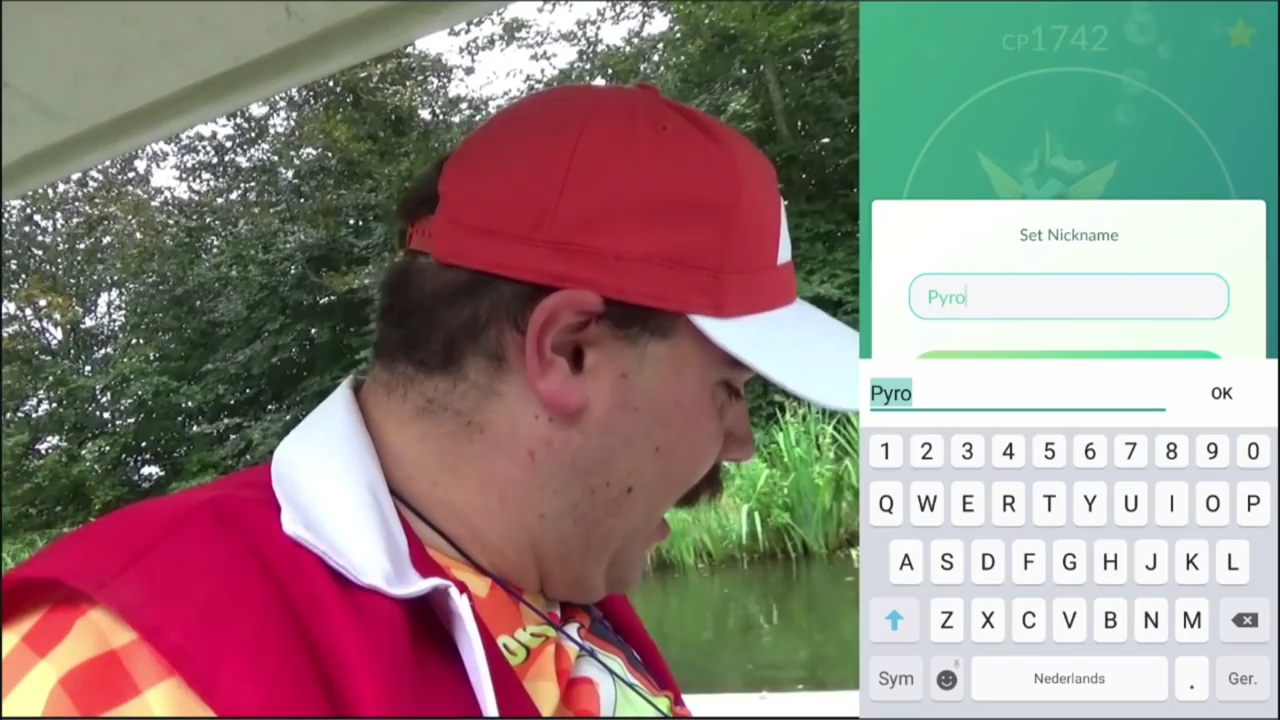 CP1742
Set Nickname
Pyro
Pyro
OK
1 2 3 4 5 6 7 8 9 0
Q W E R T Y U I O P
A S D F G H J K L
Z X C V B N M
Sym
Nederlands
.
Ger.